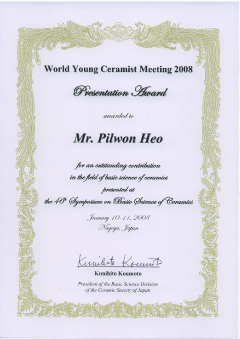 World Young Ceramist Meeting 2008
Presentation Award
awarded to
Mr. Pilwon Heo
for an outstanding contribution
in the field of basic science of ceramics
presented at
the 46th Symposium on Basic Science of Ceramics
January 10-11, 2008
Nagoya, Japan
Kunihito Koumoto
Kunihito Koumoto
President of the Basic Science Division
of the Ceramic Society of Japan